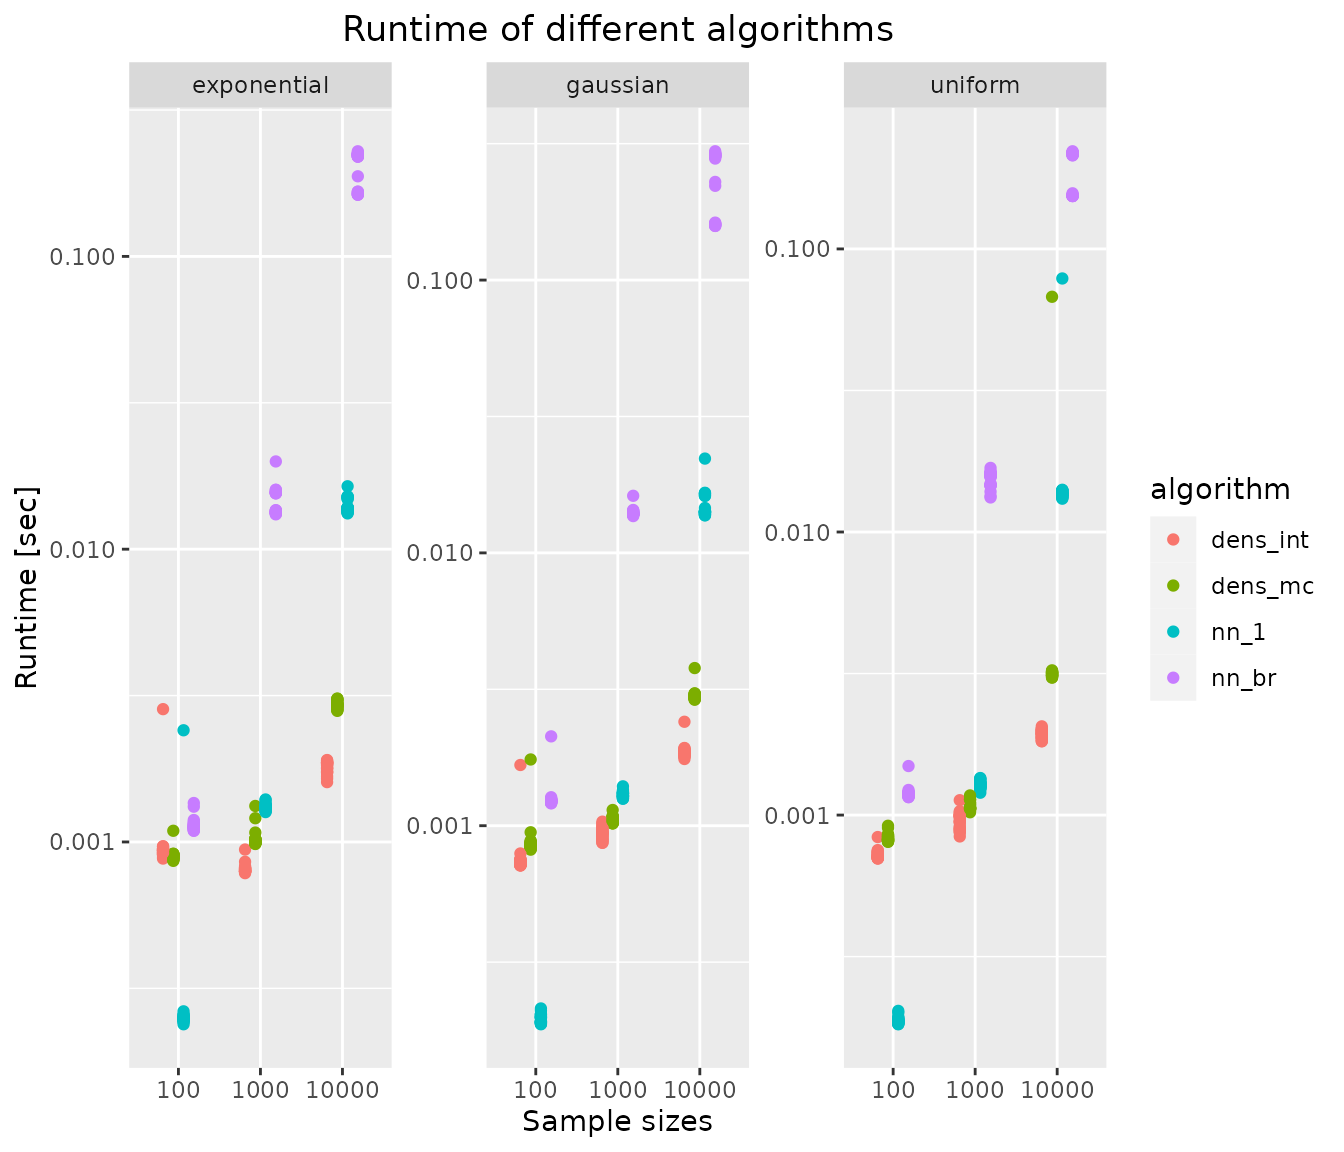 Runtime of different algorithms
exponential
gaussian
uniform
Runtime [sec]
0.100
0.010
0.001
0.100
0.010
0.001
0.100
0.010
0.001
100 1000 10000
100 1000 10000
100 1000 10000
Sample sizes
algorithm
dens_int
dens_mc
nn_1
nn_br